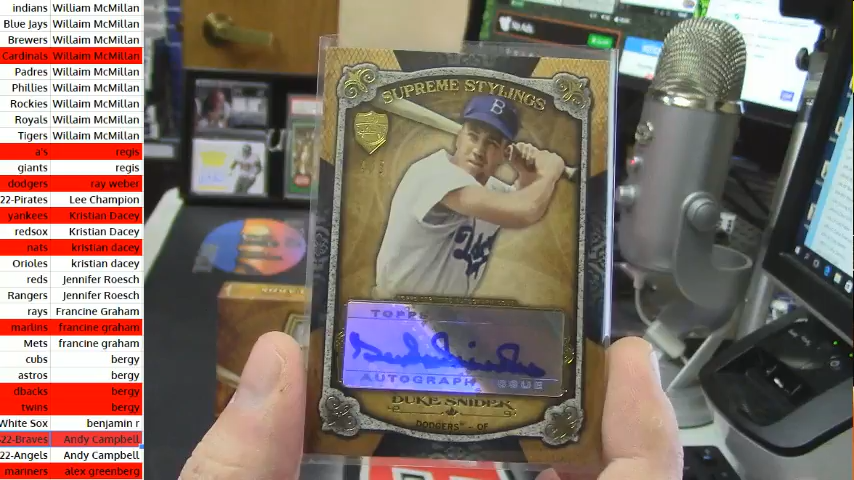 indians William McMillan
Blue Jays Willaim McMillan
Brewers Willaim McMillan
Cardinals Willaim McMillan
Padres Willaim McMillan
Phillies Willaim McMillan
Rockies Willaim McMillan
Royals Willaim McMillan
Tigers Willaim McMillan
a's regis
giants regis
dodgers ray weber
22-Pirates Lee Champion
yankees Kristian Dacey
redsox Kristian Dacey
nats kristian dacey
Orioles kristian dacey
reds Jennifer Roesch
Rangers Jennifer Roesch
rays Francine Graham
marlins francine graham
Mets francine graham
cubs bergy
astros bergy
dbacks bergy
twins bergy
White Sox benjamin r
22-Braves Andy Campbell
22-Angels Andy Campbell
mariners alex greenberg
SUPREME STYLINGS
B
TOPPS
Duke Snider
AUTOGRAPH ISSUE
DUKE SNIDER
DODGERS - OF